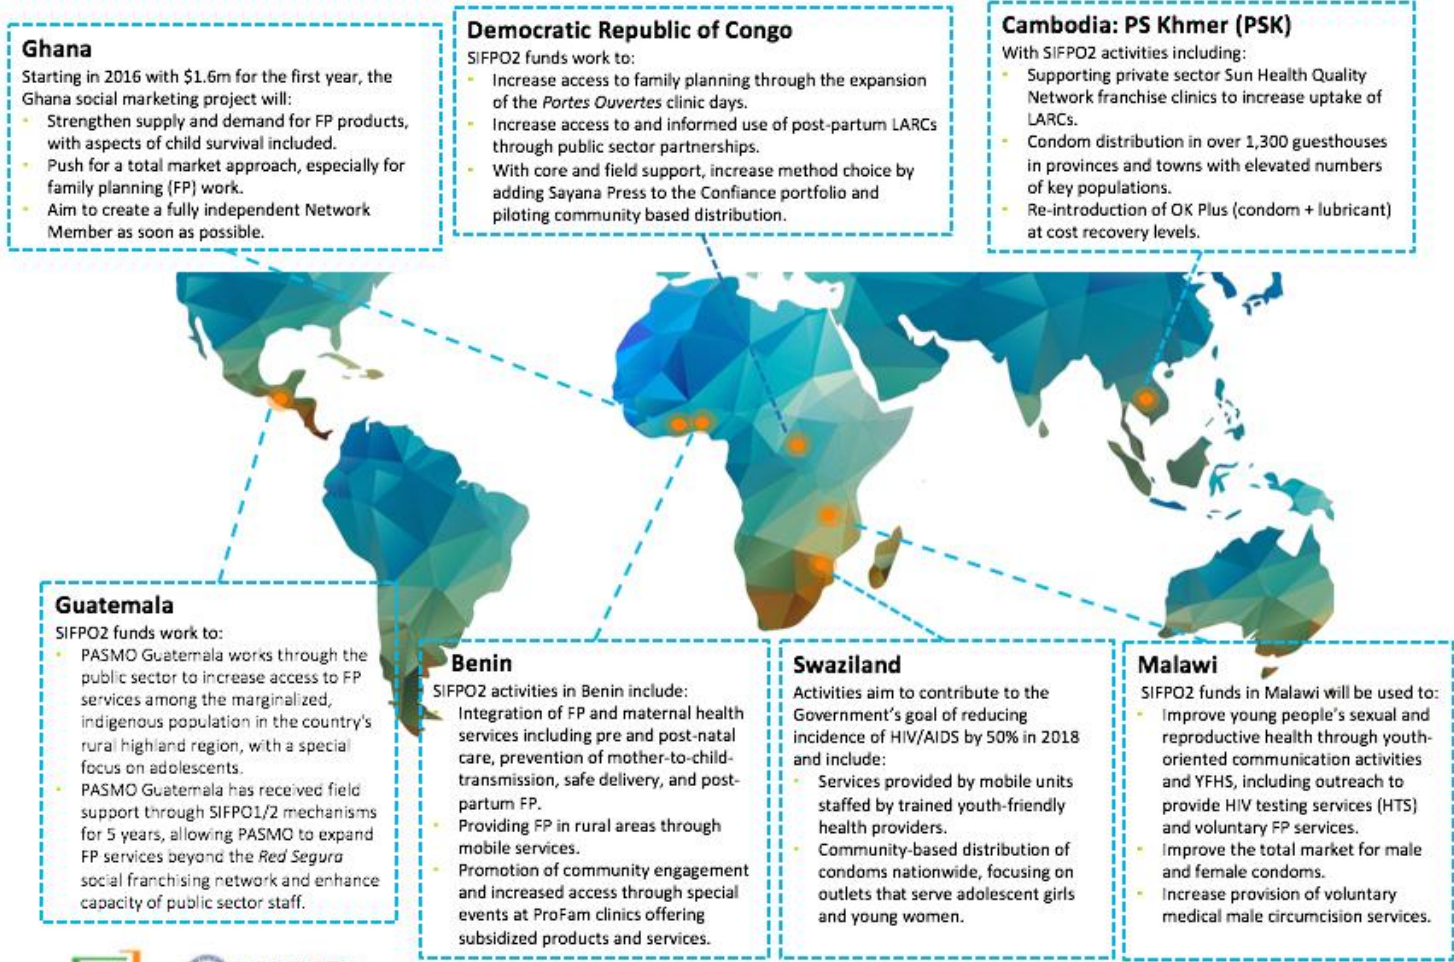 Ghana
Starting in 2016 with $1.6m for the first year, the
Ghana social marketing project will:
- Strengthen supply and demand for FP products,
with aspects of child survival included.
- Push for a total market approach, especially for
family planning (FP) work.
- Aim to create a fully independent Network
Member as soon as possible.
Democratic Republic of Congo
SIFPO2 funds work to:
- Increase access to family planning through the expansion
of the Portes Ouvertes clinic days.
- Increase access to and informed use of post-partum LARCs
through public sector partnerships.
- With core and field support, increase method choice by
adding Sayana Press to the Confiance portfolio and
piloting community based distribution.
Cambodia: PS Khmer (PSK)
With SIFPO2 activities including:
- Supporting private sector Sun Health Quality
Network franchise clinics to increase uptake of
LARCs.
- Condom distribution in over 1,300 guesthouses
in provinces and towns with elevated numbers
of key populations.
- Re-introduction of OK Plus (condom + lubricant)
at cost recovery levels.
Guatemala
SIFPO2 funds work to:
- PASMO Guatemala works through the
public sector to increase access to FP
services among the marginalized,
indigenous population in the country's
rural highland region, with a special
focus on adolescents.
- PASMO Guatemala has received field
support through SIFPO1/2 mechanisms
for 5 years, allowing PASMO to expand
FP services beyond the Red Segura
social franchising network and enhance
capacity of public sector staff.
Benin
SIFPO2 activities in Benin include:
- Integration of FP and maternal health
services including pre and post-natal
care, prevention of mother-to-child-
transmission, safe delivery, and post-
partum FP.
- Providing FP in rural areas through
mobile services.
- Promotion of community engagement
and increased access through special
events at ProFam clinics offering
subsidized products and services.
Swaziland
Activities aim to contribute to the
Government's goal of reducing
incidence of HIV/AIDS by 50% in 2018
and include:
- Services provided by mobile units
staffed by trained youth-friendly
health providers.
- Community-based distribution of
condoms nationwide, focusing on
outlets that serve adolescent girls
and young women.
Malawi
SIFPO2 funds in Malawi will be used to:
- Improve young people's sexual and
reproductive health through youth-
oriented communication activities
and YFHS, including outreach to
provide HIV testing services (HTS)
and voluntary FP services.
- Improve the total market for male
and female condoms.
- Increase provision of voluntary
medical male circumcision services.